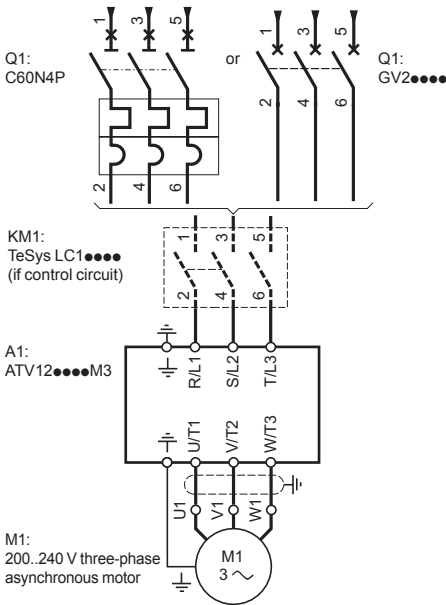 1 3 5
1 3 5
Q1:
C60N4P
or
Q1:
GV2●●●●
2 4 6
2 4 6
KM1:
TeSys LC1●●●●
(if control circuit)
1 3 5
2 4 6
A1:
ATV12●●●●M3
R/L1 S/L2 T/L3
U/T1 V/T2 W/T3
U1 V1 W1
M1:
200..240 V three-phase
asynchronous motor
M1
3 ~